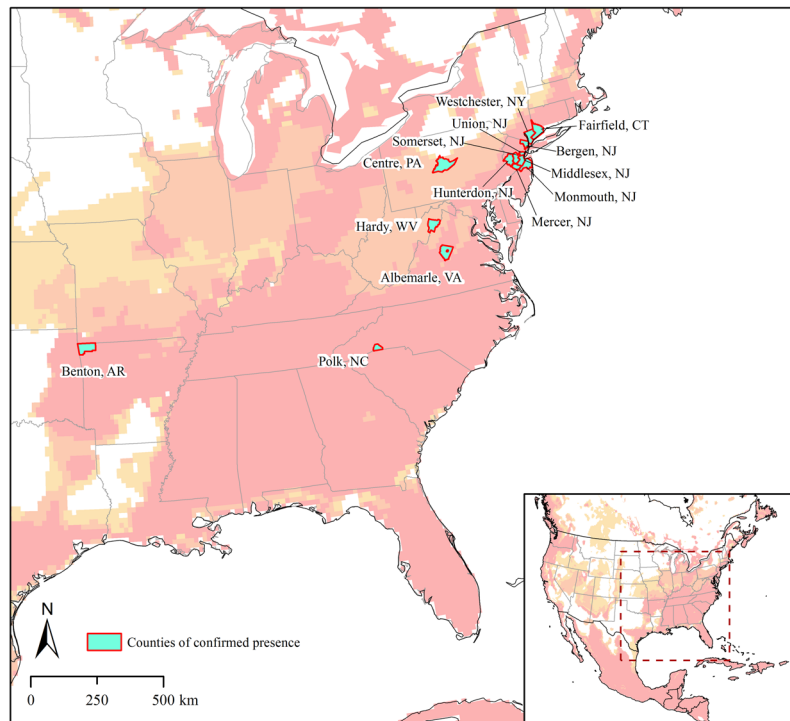 Westchester, NY
Union, NJ
Fairfield, CT
Somerset, NJ
Bergen, NJ
Centre, PA
Middlesex, NJ
Hunterdon, NJ
Monmouth, NJ
Mercer, NJ
Hardy, WV
Albemarle, VA
Benton, AR
Polk, NC
N
Counties of confirmed presence
0 250 500 km